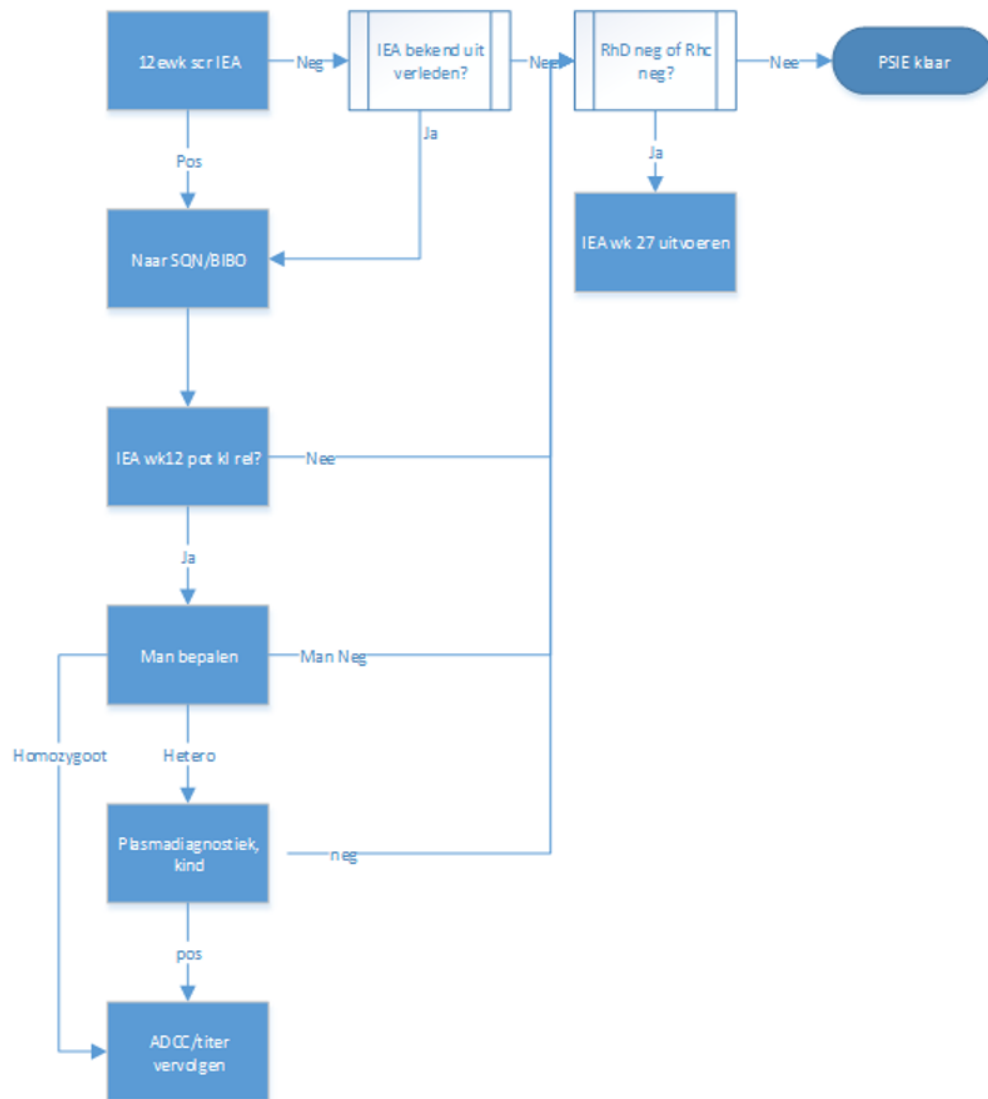 12ewk scr IEA
Neg
IEA bekend uit
verleden?
Nee
RhD neg of Rhc
neg?
Nee
PSIE klaar
Ja
Ja
Pos
Naar SQN/BIBO
IEA wk 27 uitvoeren
IEA wk12 pot kl rel?
Nee
Ja
Man bepalen
Man Neg
Homozygoot
Hetero
Plasmadiagnostiek,
kind
neg
pos
ADCC/titer
vervolgen